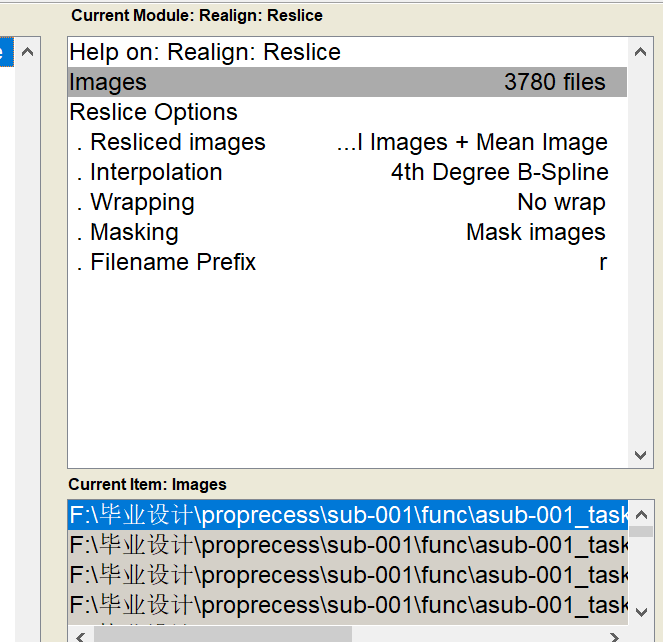 Current Module: Realign: Reslice
Help on: Realign: Reslice
Images 3780 files
Reslice Options
. Resliced images ...l Images + Mean Image
. Interpolation 4th Degree B-Spline
. Wrapping No wrap
. Masking Mask images
. Filename Prefix r
Current Item: Images
F:\毕业设计\proprecess\sub-001\func\asub-001_task
F:\毕业设计\proprecess\sub-001\func\asub-001_task
F:\毕业设计\proprecess\sub-001\func\asub-001_task
F:\毕业设计\proprecess\sub-001\func\asub-001_task